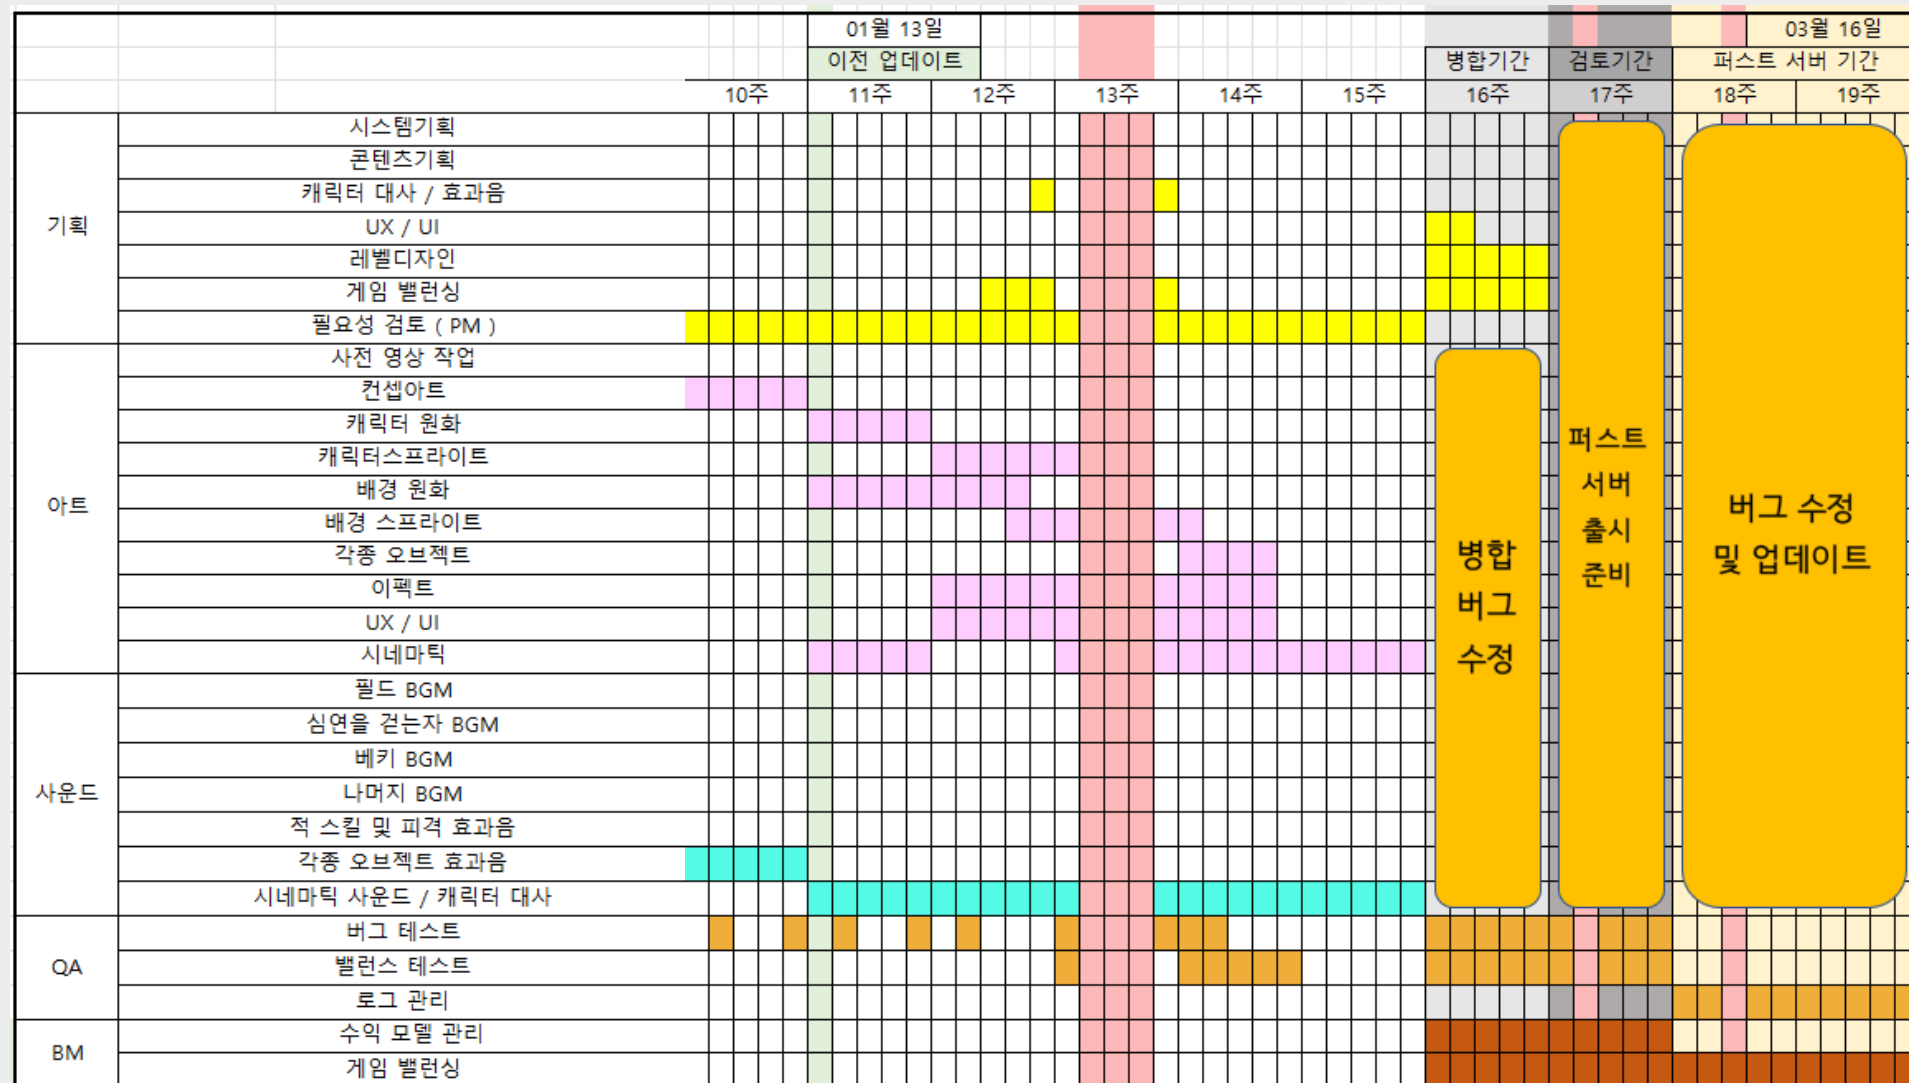 01월 13일
03월 16일
이전 업데이트
병합기간
검토기간
퍼스트 서버 기간
10주
11주
12주
13주
14주
15주
16주
17주
18주
19주
기획
시스템기획
콘텐츠기획
캐릭터 대사 / 효과음
UX / UI
레벨디자인
게임 밸런싱
필요성 검토 ( PM )
아트
사전 영상 작업
컨셉아트
캐릭터 원화
캐릭터스프라이트
배경 원화
배경 스프라이트
각종 오브젝트
이펙트
UX / UI
시네마틱
사운드
필드 BGM
심연을 걷는자 BGM
베키 BGM
나머지 BGM
적 스킬 및 피격 효과음
각종 오브젝트 효과음
시네마틱 사운드 / 캐릭터 대사
QA
버그 테스트
밸런스 테스트
로그 관리
BM
수익 모델 관리
게임 밸런싱
병합
버그
수정
퍼스트
서버
출시
준비
버그 수정
및 업데이트